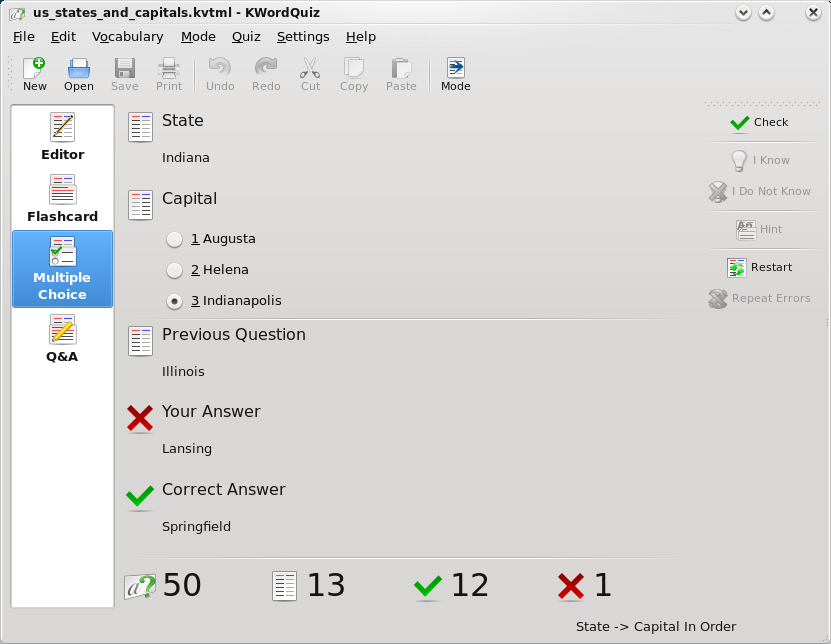 us_states_and_capitals.kvtml - KWordQuiz
File Edit Vocabulary Mode Quiz Settings Help
New Open Save Print Undo Redo Cut Copy Paste Mode
Editor
Flashcard
Multiple
Choice
Q&A
State
Indiana
Capital
1 Augusta
2 Helena
3 Indianapolis
Previous Question
Illinois
Your Answer
Lansing
Correct Answer
Springfield
Check
I Know
I Do Not Know
Hint
Restart
Repeat Errors
50 13 12 1
State -> Capital In Order